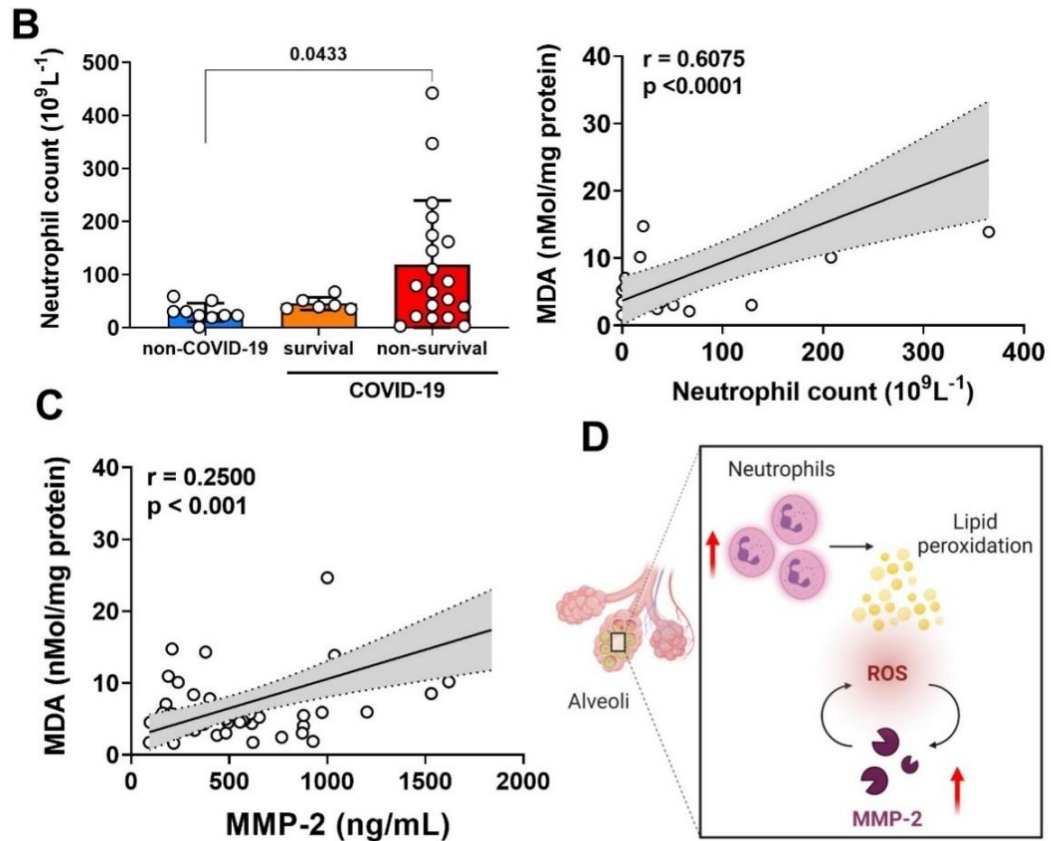 B
0.0433
Neutrophil count (10⁹L⁻¹)
500
400
300
200
100
0
non-COVID-19 survival non-survival
COVID-19
r = 0.6075
p <0.0001
MDA (nMol/mg protein)
40
30
20
10
0
0 100 200 300 400
Neutrophil count (10⁹L⁻¹)
C
r = 0.2500
p < 0.001
MDA (nMol/mg protein)
40
30
20
10
0
0 500 1000 1500 2000
MMP-2 (ng/mL)
D
Neutrophils
Lipid
peroxidation
ROS
Alveoli
MMP-2